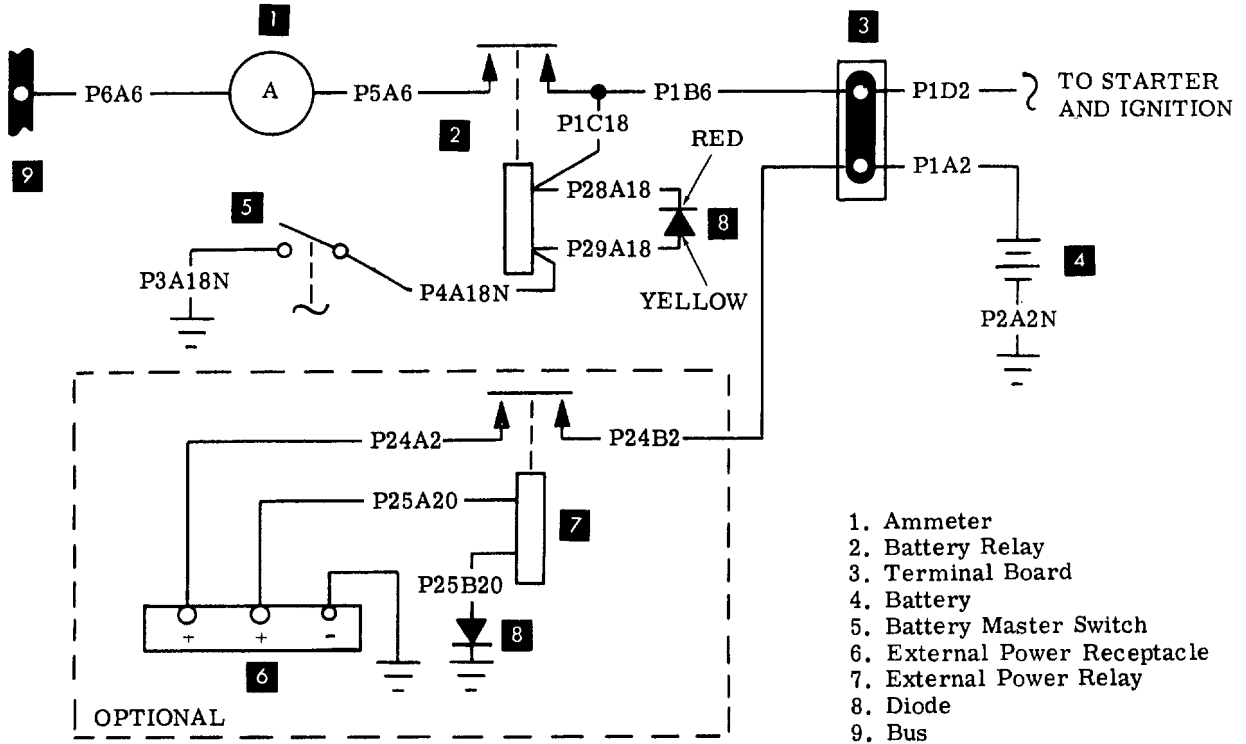 1
3
P6A6
A
P5A6
P1B6
P1D2
TO STARTER
AND IGNITION
P1C18
2
RED
9
5
P28A18
8
P1A2
P29A18
4
P3A18N
P4A18N
YELLOW
P2A2N
P24A2
P24B2
P25A20
7
P25B20
8
+
+
-
6
OPTIONAL
1. Ammeter
2. Battery Relay
3. Terminal Board
4. Battery
5. Battery Master Switch
6. External Power Receptacle
7. External Power Relay
8. Diode
9. Bus